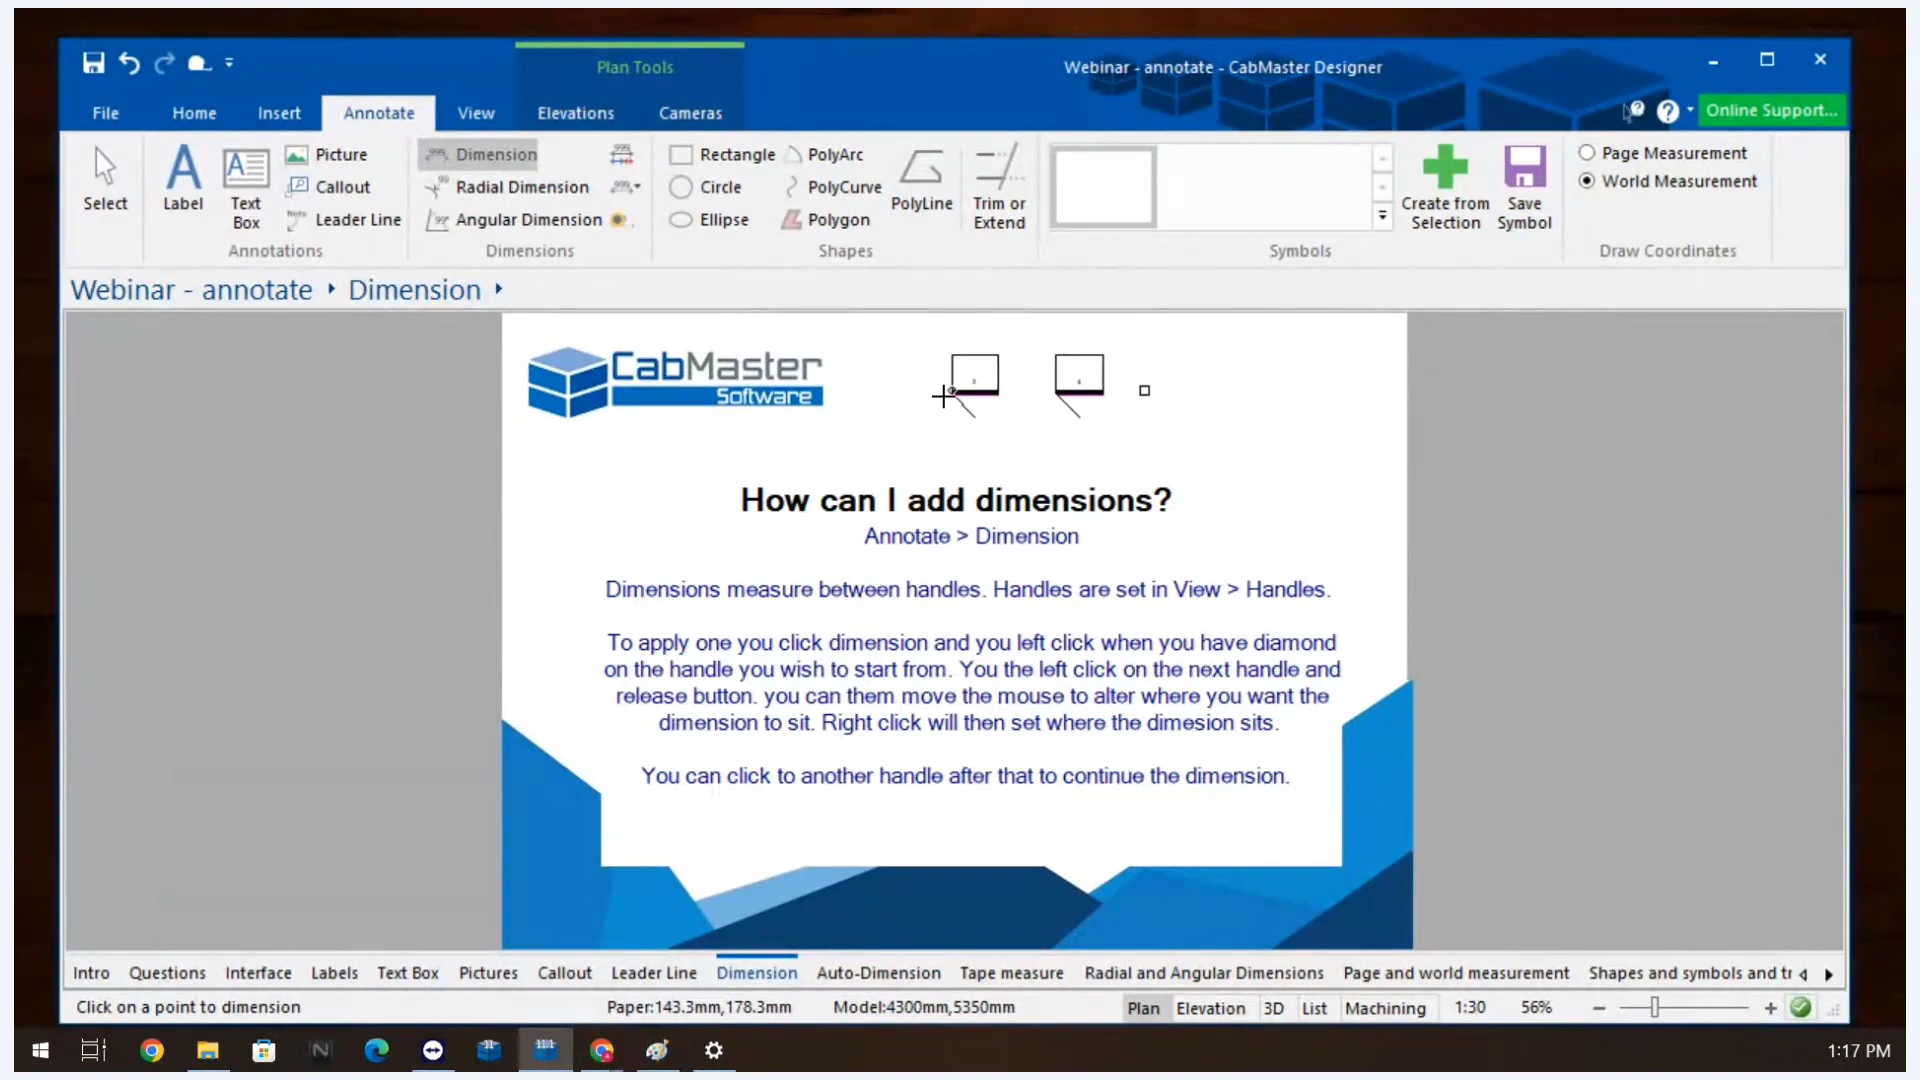 Plan Tools
Webinar - annotate - CabMaster Designer
File Home Insert Annotate View Elevations Cameras
Online Support...
Select
Label
Text Box
Picture
Callout
Leader Line
Annotations
Dimension
Radial Dimension
Angular Dimension
Dimensions
Rectangle
Circle
Ellipse
PolyArc
PolyCurve
Polygon
PolyLine
Trim or Extend
Shapes
Create from Selection
Save Symbol
Symbols
Page Measurement
World Measurement
Draw Coordinates
Webinar - annotate Dimension
CabMaster
Software
How can I add dimensions?
Annotate > Dimension
Dimensions measure between handles. Handles are set in View > Handles.
To apply one you click dimension and you left click when you have diamond
on the handle you wish to start from. You the left click on the next handle and
release button. you can them move the mouse to alter where you want the
dimension to sit. Right click will then set where the dimesion sits.
You can click to another handle after that to continue the dimension.
Intro Questions Interface Labels Text Box Pictures Callout Leader Line Dimension Auto-Dimension Tape measure Radial and Angular Dimensions Page and world measurement Shapes and symbols and tr
Click on a point to dimension Paper:143.3mm,178.3mm Model:4300mm,5350mm Plan Elevation 3D List Machining 1:30 56%
1:17 PM